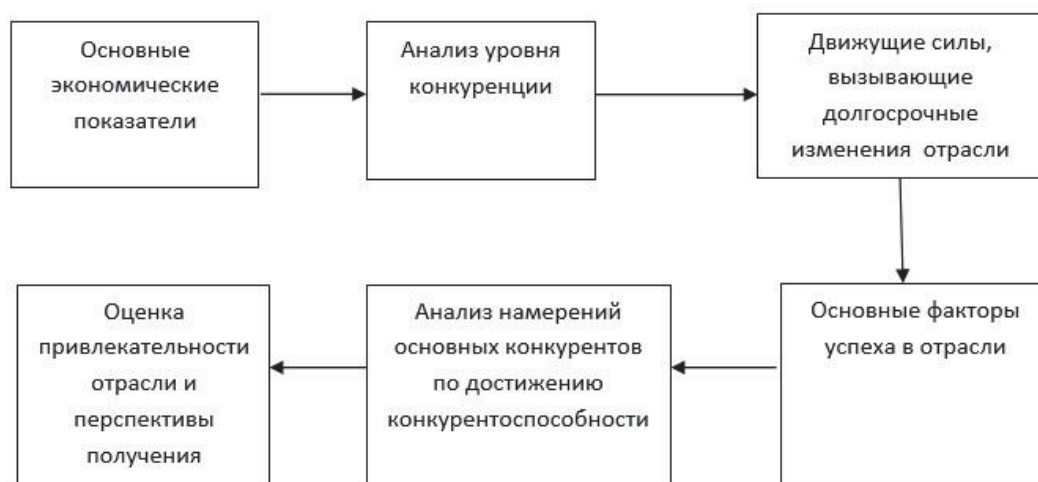 Основные
экономические
показатели
Анализ уровня
конкуренции
Движущие силы,
вызывающие
долгосрочные
изменения отрасли
Основные факторы
успеха в отрасли
Анализ намерений
основных конкурентов
по достижению
конкурентоспособности
Оценка
привлекательности
отрасли и
перспективы
получения